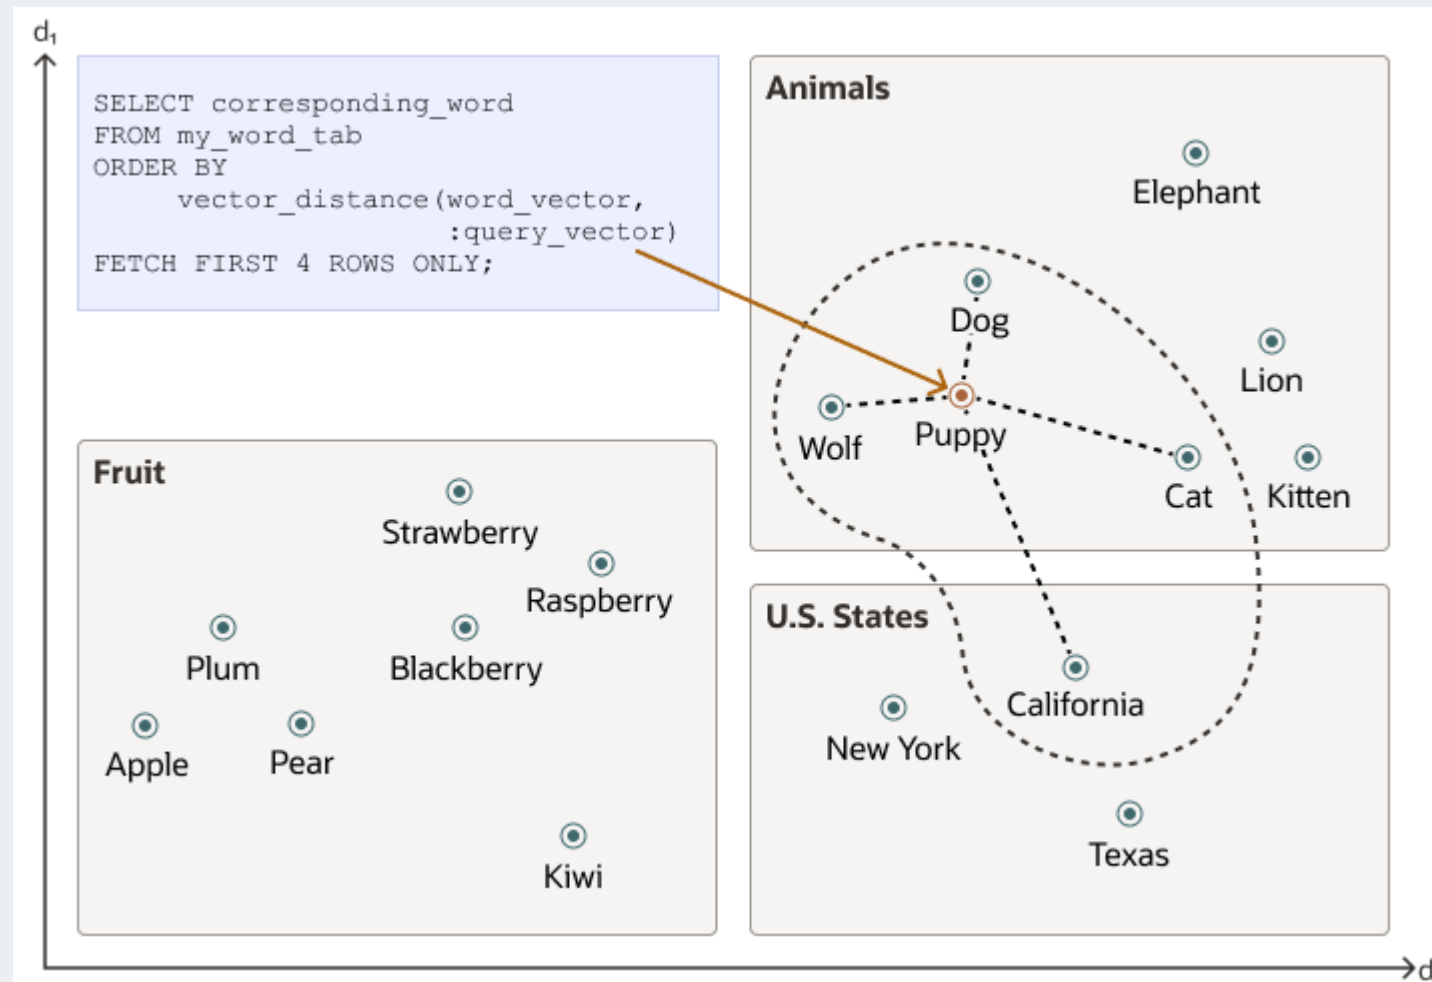 d₁
SELECT corresponding_word
FROM my_word_tab
ORDER BY
     vector_distance(word_vector,
                     :query_vector)
FETCH FIRST 4 ROWS ONLY;
Animals
Elephant
Dog
Lion
Wolf
Puppy
Cat
Kitten
Fruit
Strawberry
Raspberry
Plum
Blackberry
Apple
Pear
Kiwi
U.S. States
California
New York
Texas